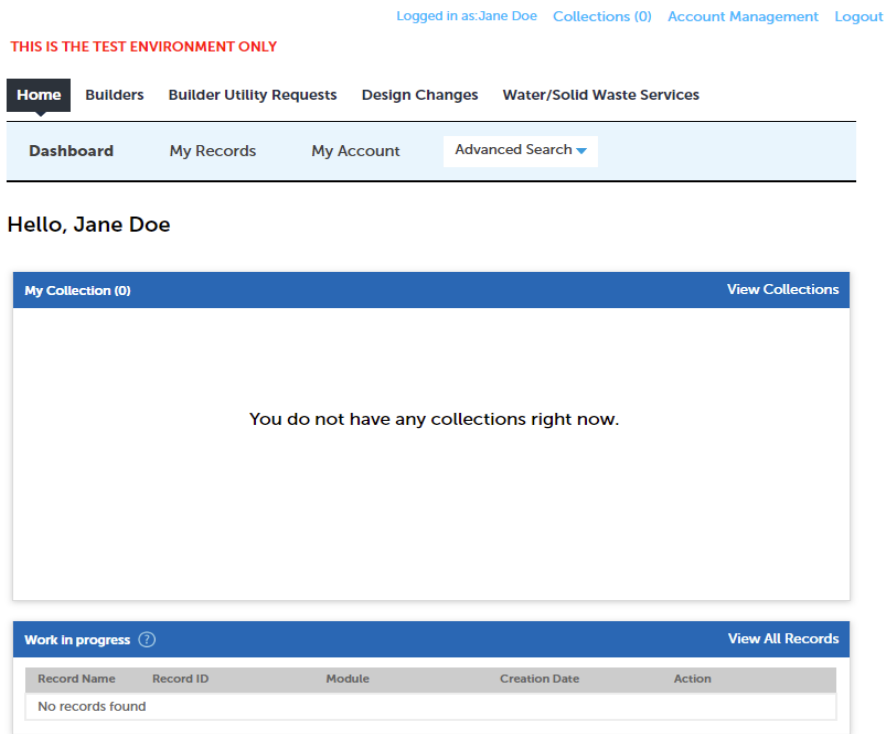 Logged in as:Jane Doe Collections (0) Account Management Logout
THIS IS THE TEST ENVIRONMENT ONLY
Home Builders Builder Utility Requests Design Changes Water/Solid Waste Services
Dashboard My Records My Account Advanced Search
Hello, Jane Doe
My Collection (0) View Collections
You do not have any collections right now.
Work in progress ? View All Records
Record Name Record ID Module Creation Date Action
No records found